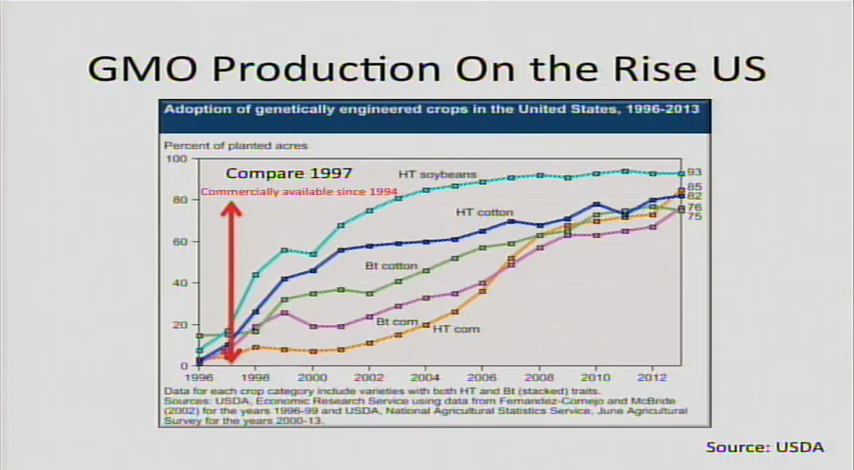 GMO Production On the Rise US
Adoption of genetically engineered crops in the United States, 1996-2013
Percent of planted acres
100
80
60
40
20
0
Compare 1997
Commercially available since 1994
HT soybeans
HT cotton
Bt cotton
Bt corn
HT corn
93
85
82
76
75
1996 1998 2000 2002 2004 2006 2008 2010 2012
Data for each crop category include varieties with both HT and Bt (stacked) traits.
Sources: USDA, Economic Research Service using data from Fernandez-Cornejo and McBride
(2002) for the years 1996-99 and USDA, National Agricultural Statistics Service, June Agricultural
Survey for the years 2000-13.
Source: USDA